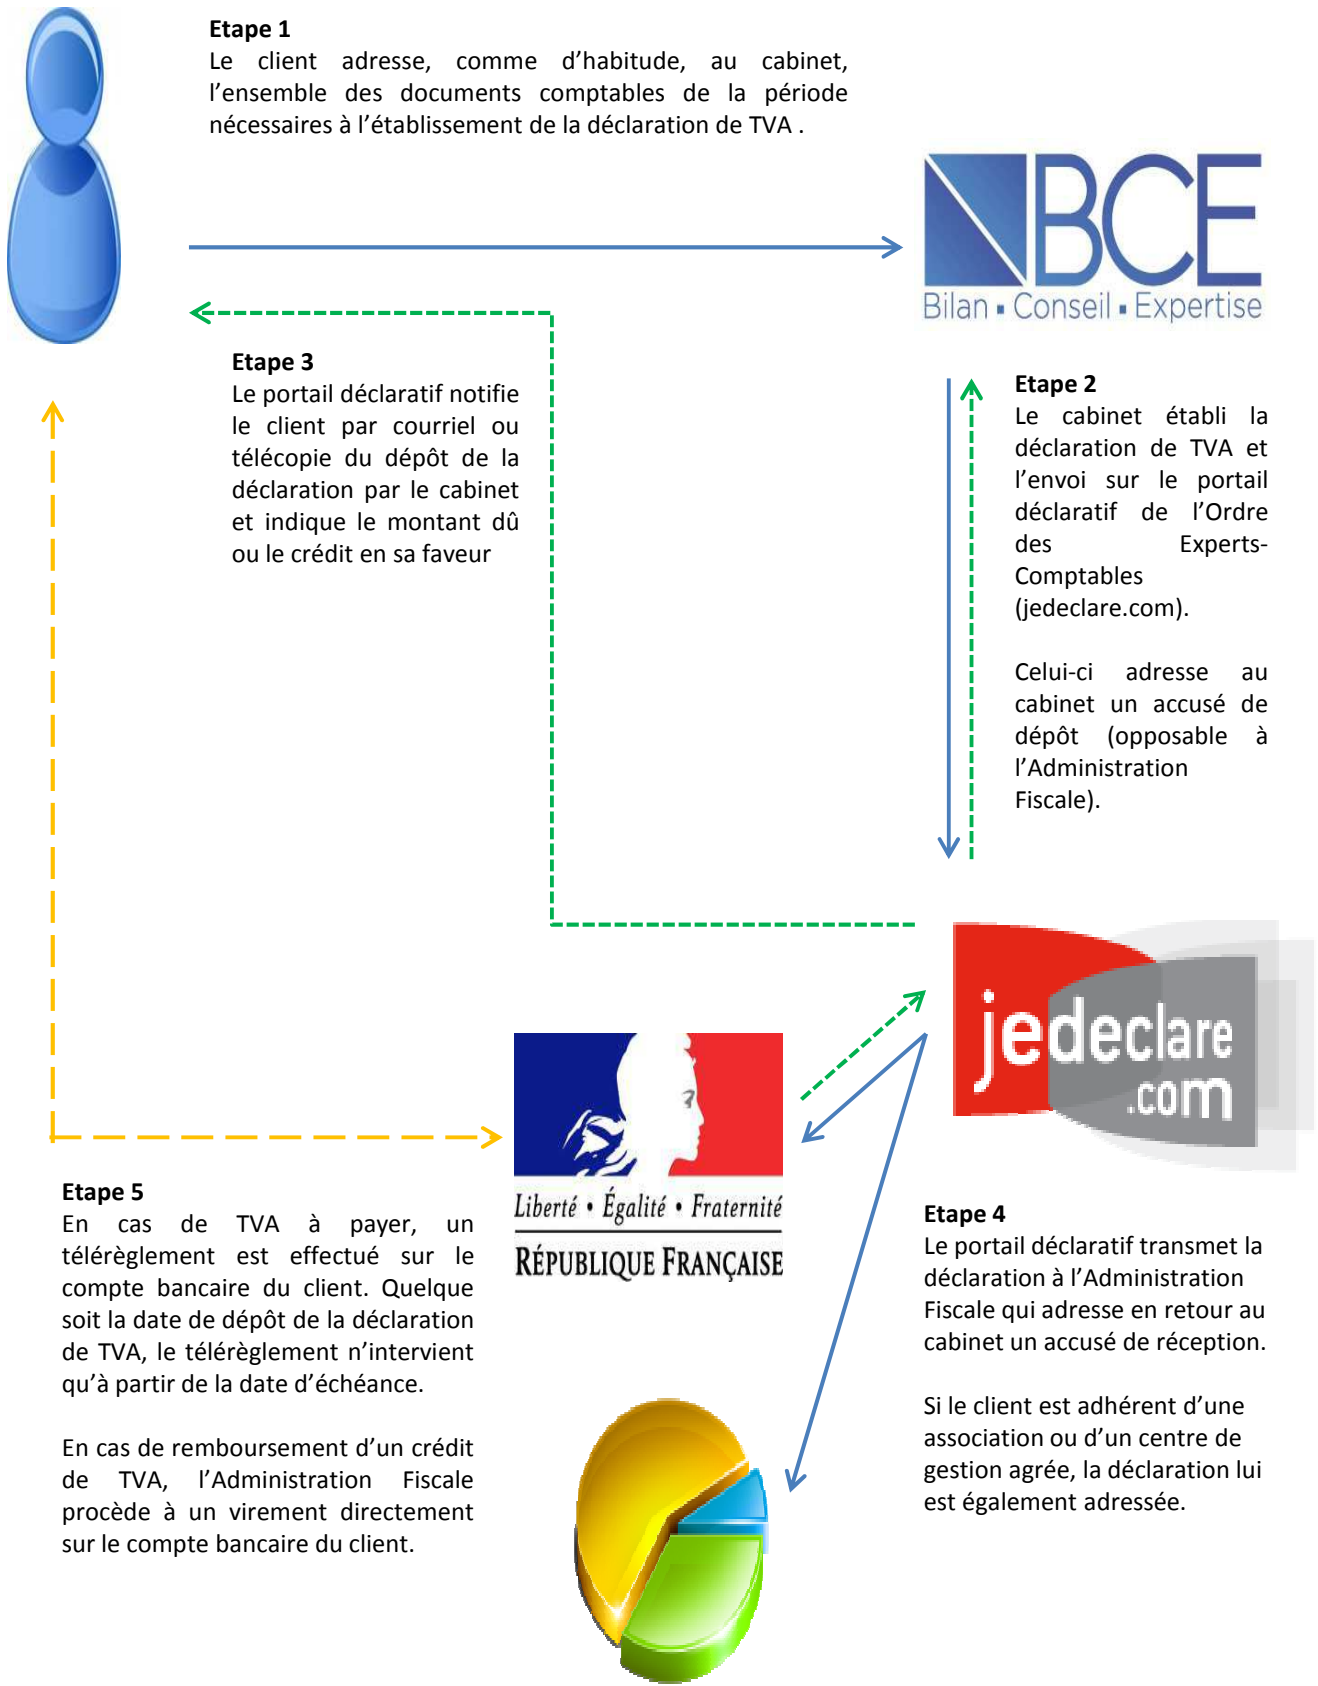 Etape 1
Le client adresse, comme d’habitude, au cabinet,
l’ensemble des documents comptables de la période
nécessaires à l’établissement de la déclaration de TVA .
BCE
Bilan ▪ Conseil ▪ Expertise
Etape 3
Le portail déclaratif notifie
le client par courriel ou
télécopie du dépôt de la
déclaration par le cabinet
et indique le montant dû
ou le crédit en sa faveur
Etape 2
Le cabinet établi la
déclaration de TVA et
l’envoi sur le portail
déclaratif de l’Ordre
des Experts-
Comptables
(jedeclare.com).
Celui-ci adresse au
cabinet un accusé de
dépôt (opposable à
l’Administration
Fiscale).
jedeclare
.com
Liberté • Égalité • Fraternité
RÉPUBLIQUE FRANÇAISE
Etape 5
En cas de TVA à payer, un
télérèglement est effectué sur le
compte bancaire du client. Quelque
soit la date de dépôt de la déclaration
de TVA, le télérèglement n’intervient
qu’à partir de la date d’échéance.
En cas de remboursement d’un crédit
de TVA, l’Administration Fiscale
procède à un virement directement
sur le compte bancaire du client.
Etape 4
Le portail déclaratif transmet la
déclaration à l’Administration
Fiscale qui adresse en retour au
cabinet un accusé de réception.
Si le client est adhérent d’une
association ou d’un centre de
gestion agrée, la déclaration lui
est également adressée.